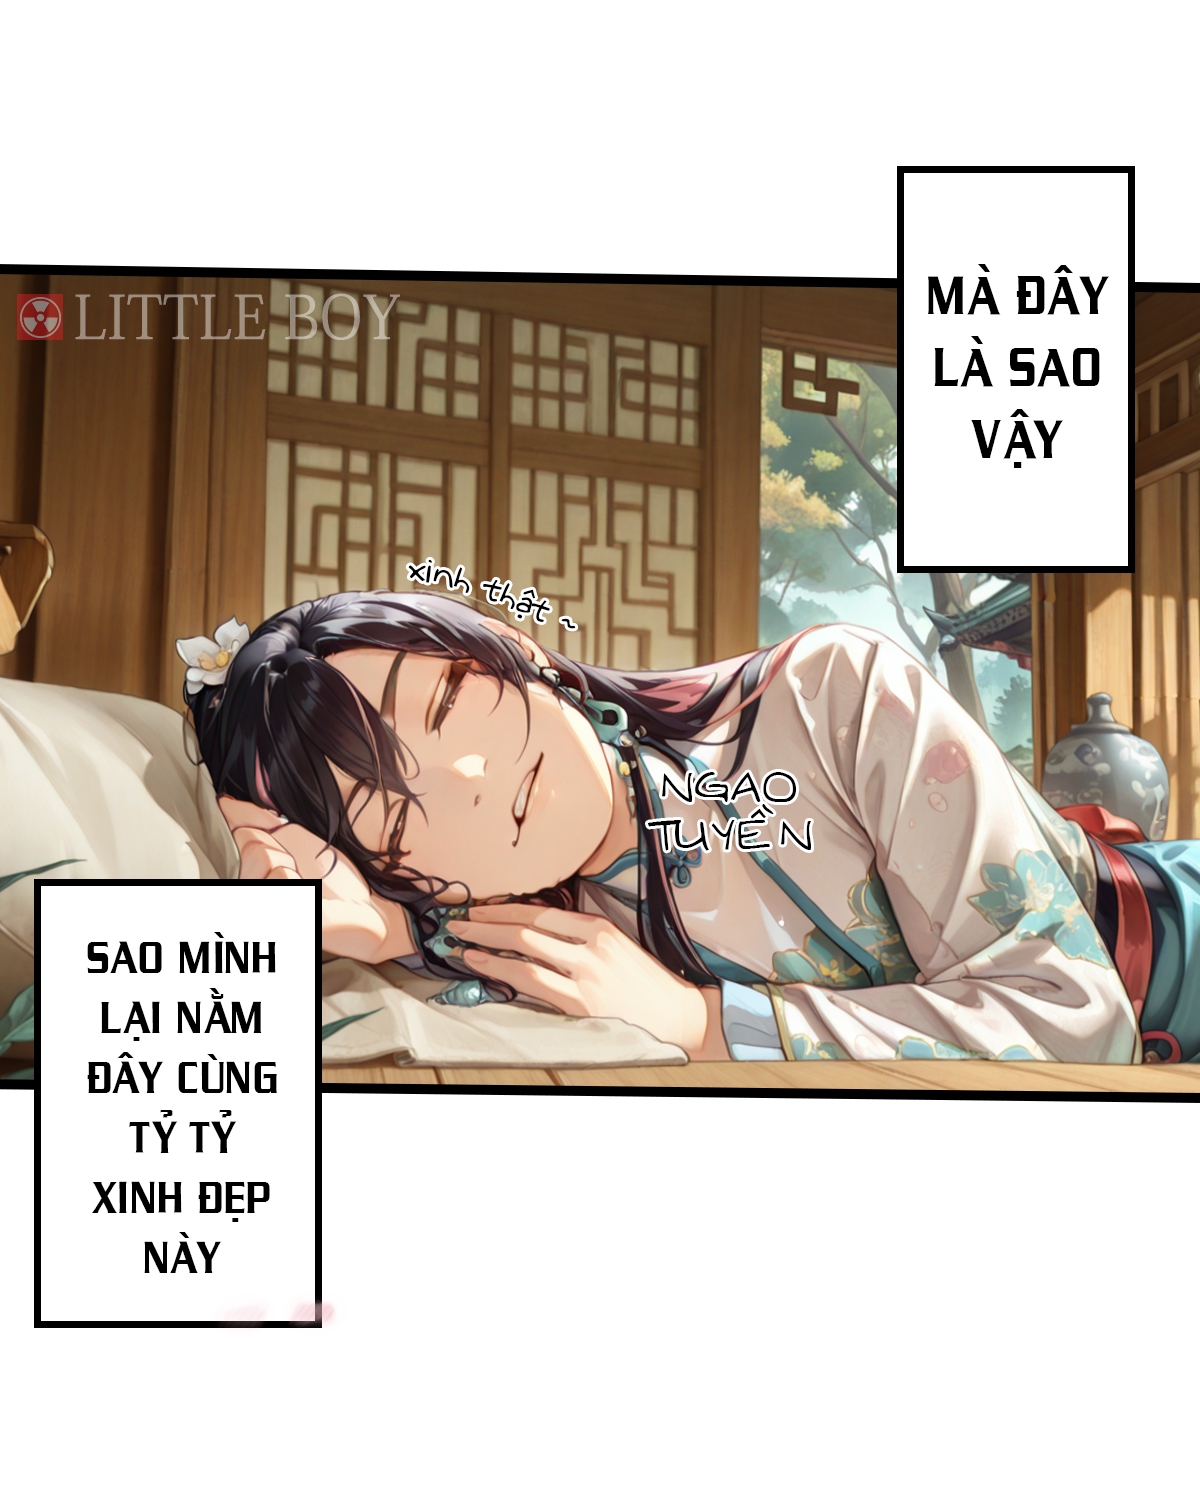 MÀ ĐÂY
LÀ SAO
VẬY
LITTLE BOY
xinh thật ~
NGAO
TUYỀN
SAO MÌNH
LẠI NẰM
ĐÂY CÙNG
TỶ TỶ
XINH ĐẸP
NÀY